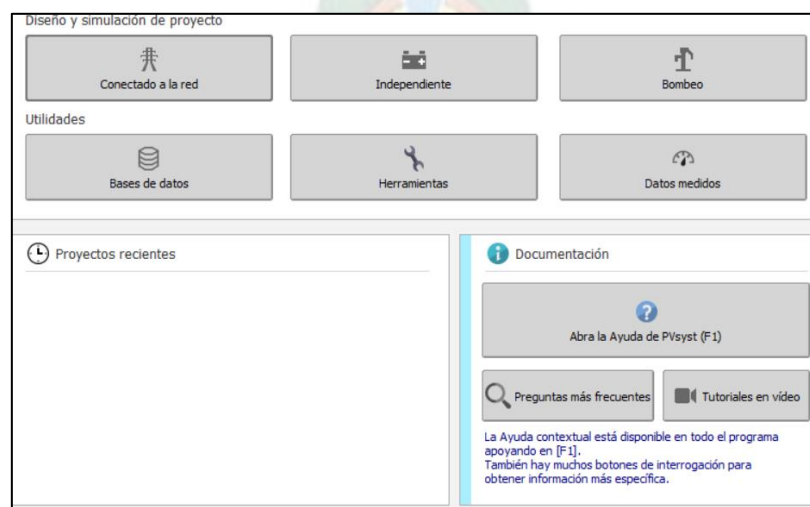 Diseño y simulación de proyecto
Conectado a la red
Independiente
Bombeo
Utilidades
Bases de datos
Herramientas
Datos medidos
Proyectos recientes
Documentación
Abra la Ayuda de PVsyst (F1)
Preguntas más frecuentes
Tutoriales en vídeo
La Ayuda contextual está disponible en todo el programa
apoyando en [F1].
También hay muchos botones de interrogación para
obtener información más específica.